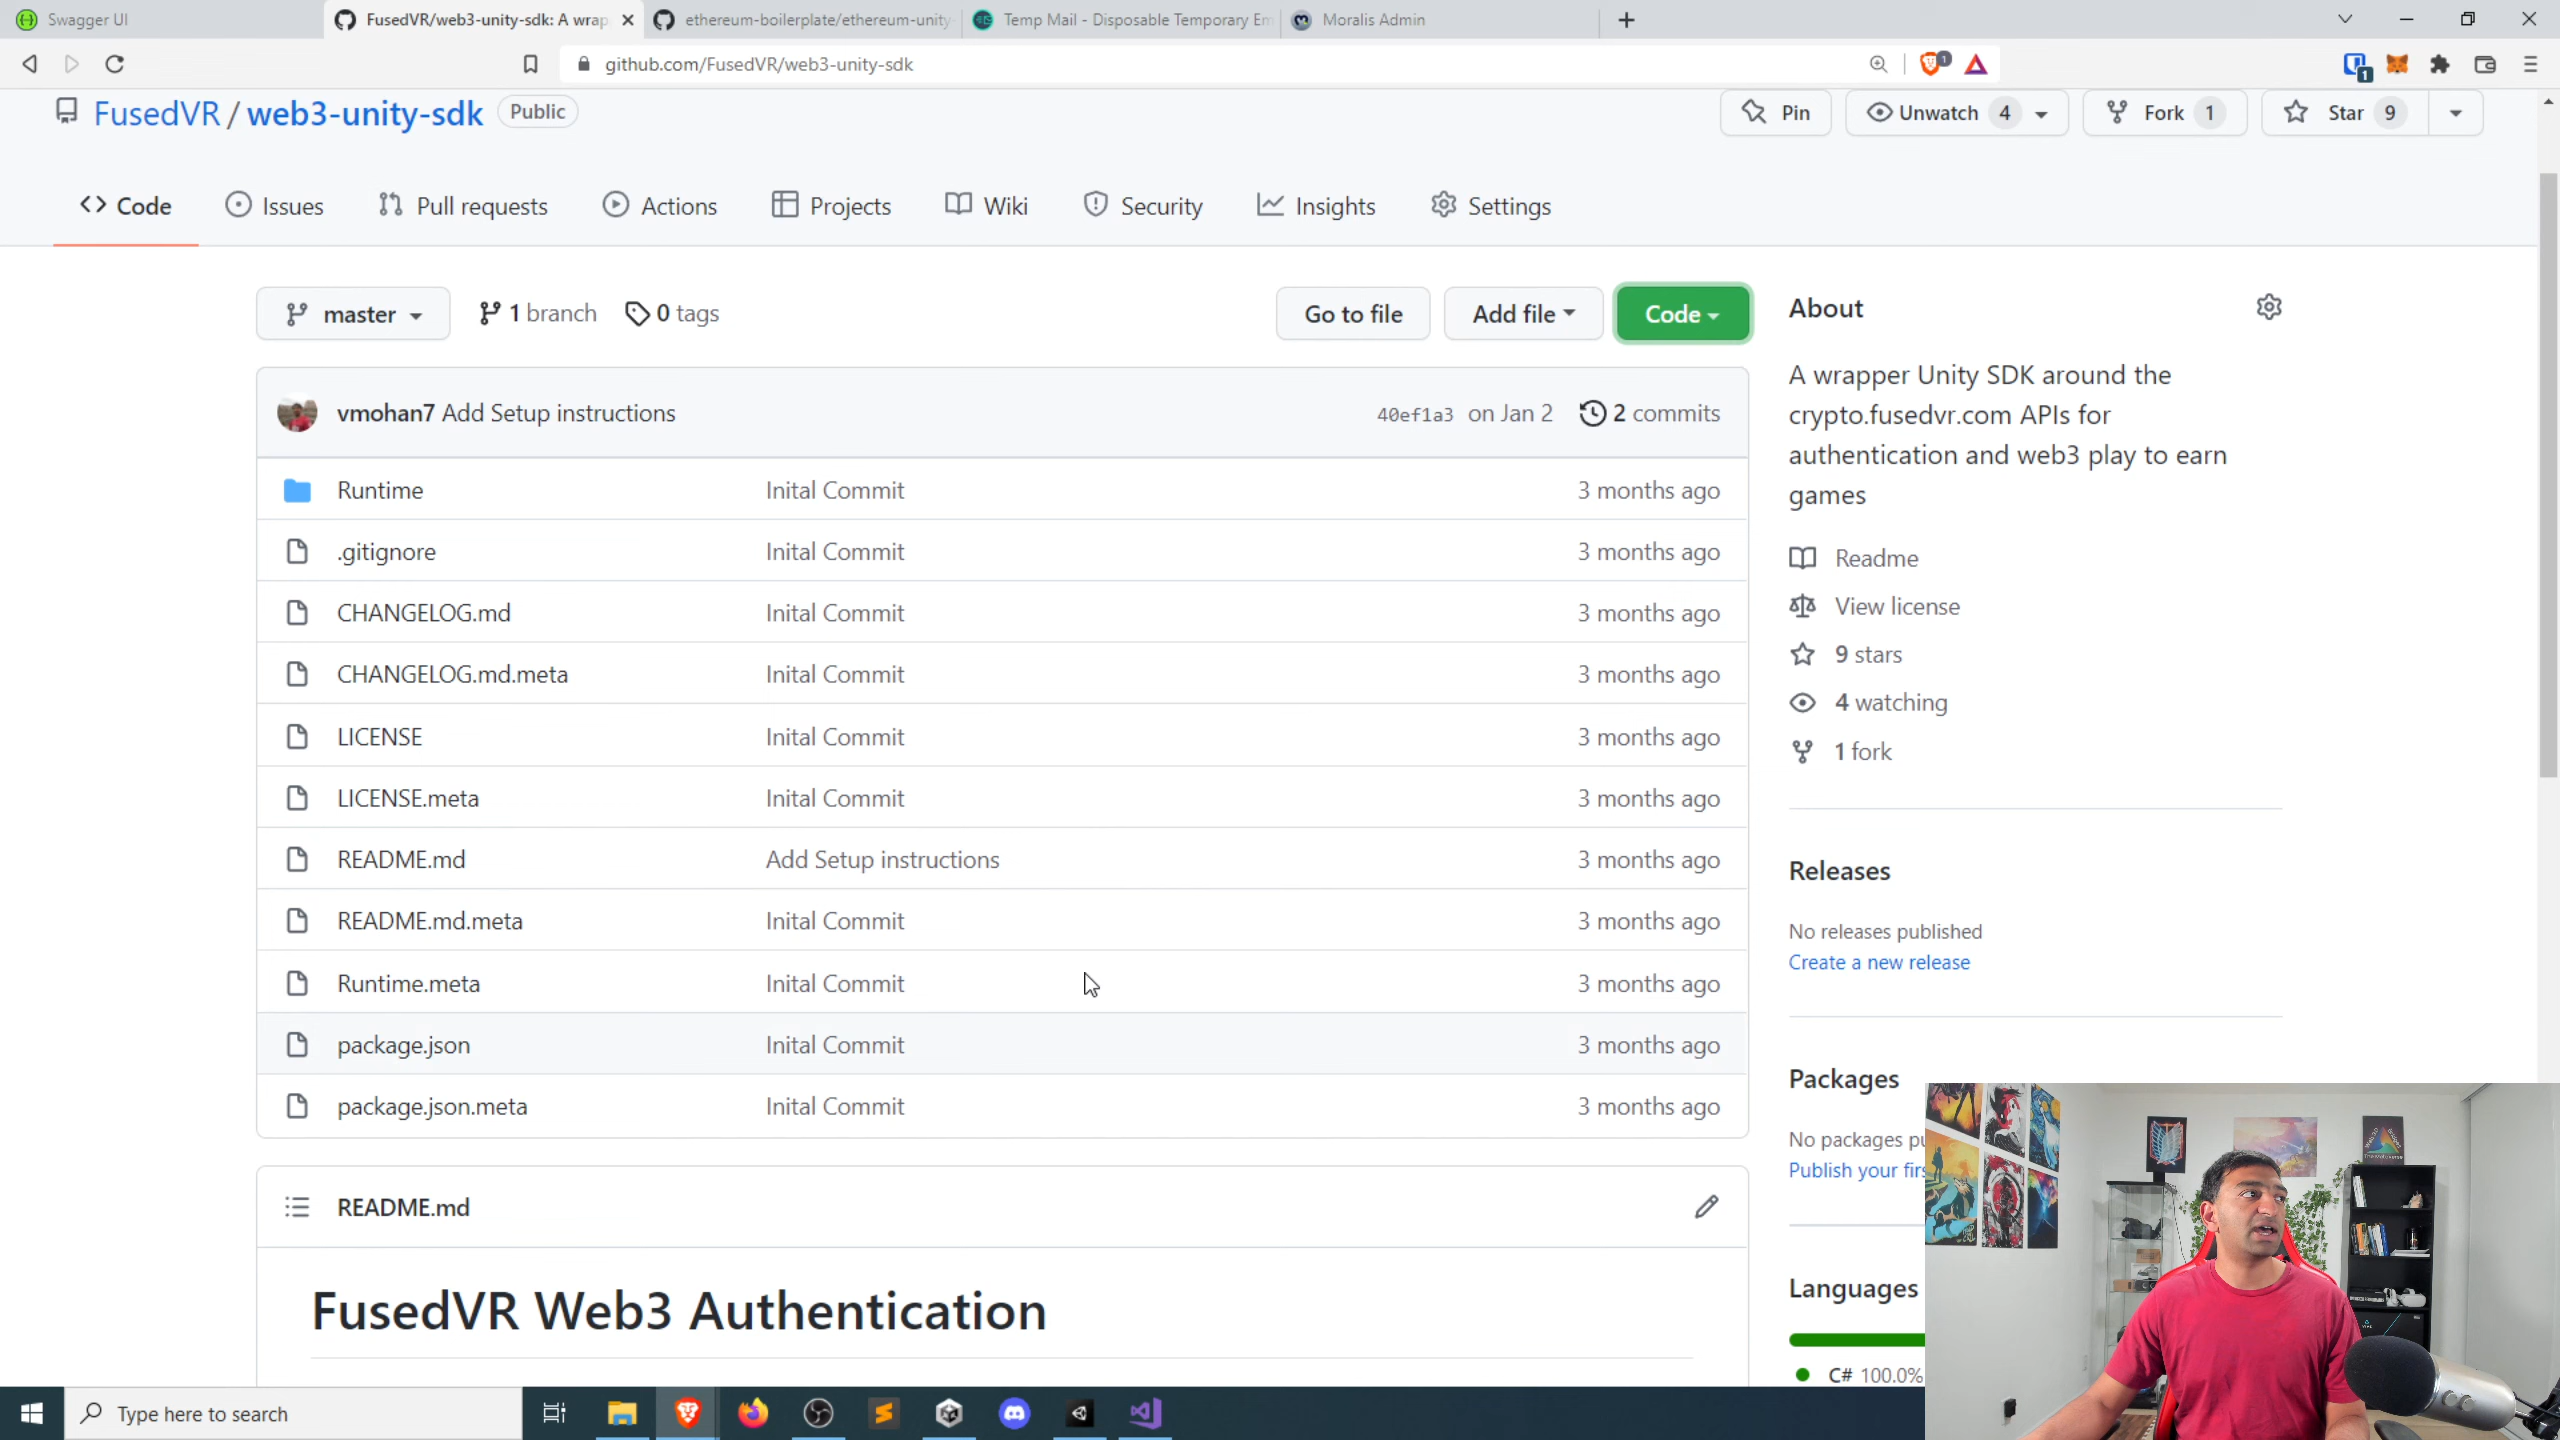 Swagger UI
FusedVR/web3-unity-sdk: A wrap
ethereum-boilerplate/ethereum-unity-
Temp Mail - Disposable Temporary Em
Moralis Admin
github.com/FusedVR/web3-unity-sdk
1
1
FusedVR / web3-unity-sdk Public
Pin
Unwatch 4
Fork 1
Star 9
Code
Issues
Pull requests
Actions
Projects
Wiki
Security
Insights
Settings
master
1 branch
0 tags
Go to file
Add file
Code
vmohan7 Add Setup instructions 40ef1a3 on Jan 2 2 commits
Runtime Inital Commit 3 months ago
.gitignore Inital Commit 3 months ago
CHANGELOG.md Inital Commit 3 months ago
CHANGELOG.md.meta Inital Commit 3 months ago
LICENSE Inital Commit 3 months ago
LICENSE.meta Inital Commit 3 months ago
README.md Add Setup instructions 3 months ago
README.md.meta Inital Commit 3 months ago
Runtime.meta Inital Commit 3 months ago
package.json Inital Commit 3 months ago
package.json.meta Inital Commit 3 months ago
README.md
FusedVR Web3 Authentication
About
A wrapper Unity SDK around the
crypto.fusedvr.com APIs for
authentication and web3 play to earn
games
Readme
View license
9 stars
4 watching
1 fork
Releases
No releases published
Create a new release
Packages
No packages pu
Publish your firs
Languages
C# 100.0%
Type here to search